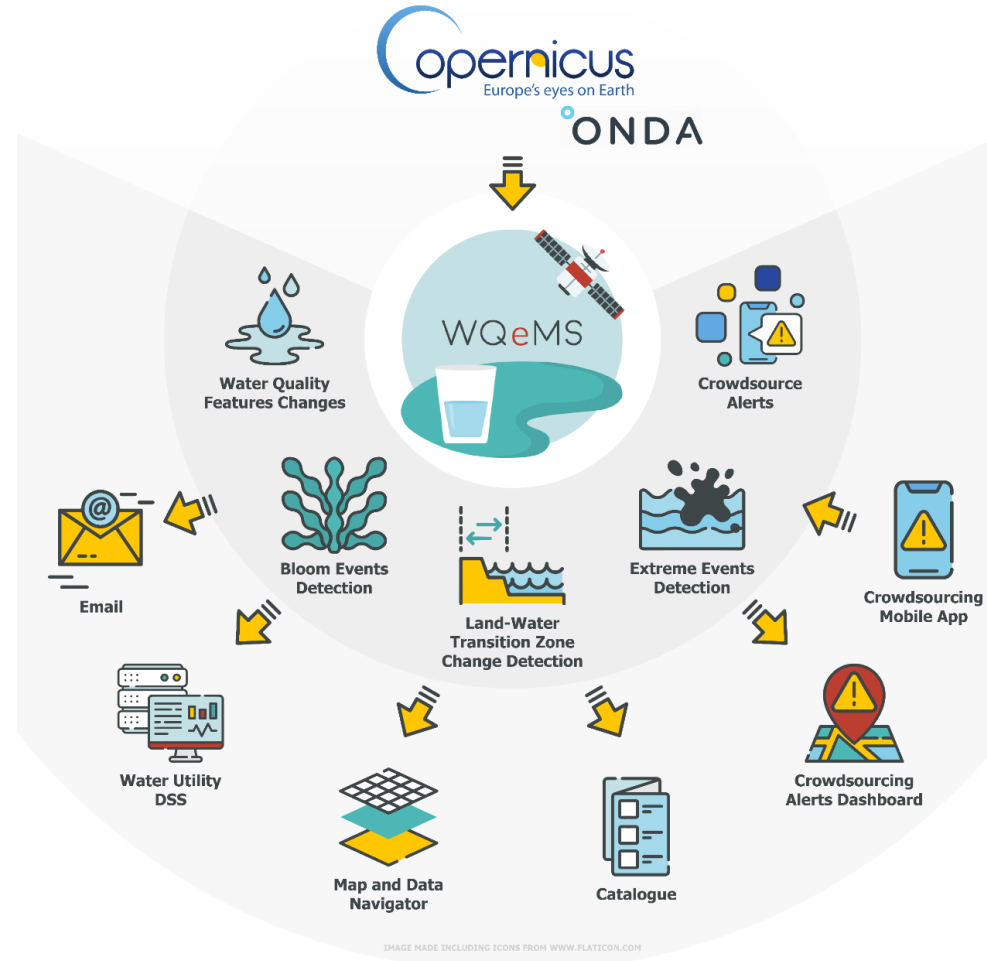 Copernicus
Europe's eyes on Earth
ONDA
WQeMS
Water Quality
Features Changes
Crowdsource
Alerts
Bloom Events
Detection
Extreme Events
Detection
Land-Water
Transition Zone
Change Detection
@
Email
Crowdsourcing
Mobile App
Water Utility
DSS
Crowdsourcing
Alerts Dashboard
Map and Data
Navigator
Catalogue
IMAGE MADE INCLUDING ICONS FROM WWW.FLATICON.COM